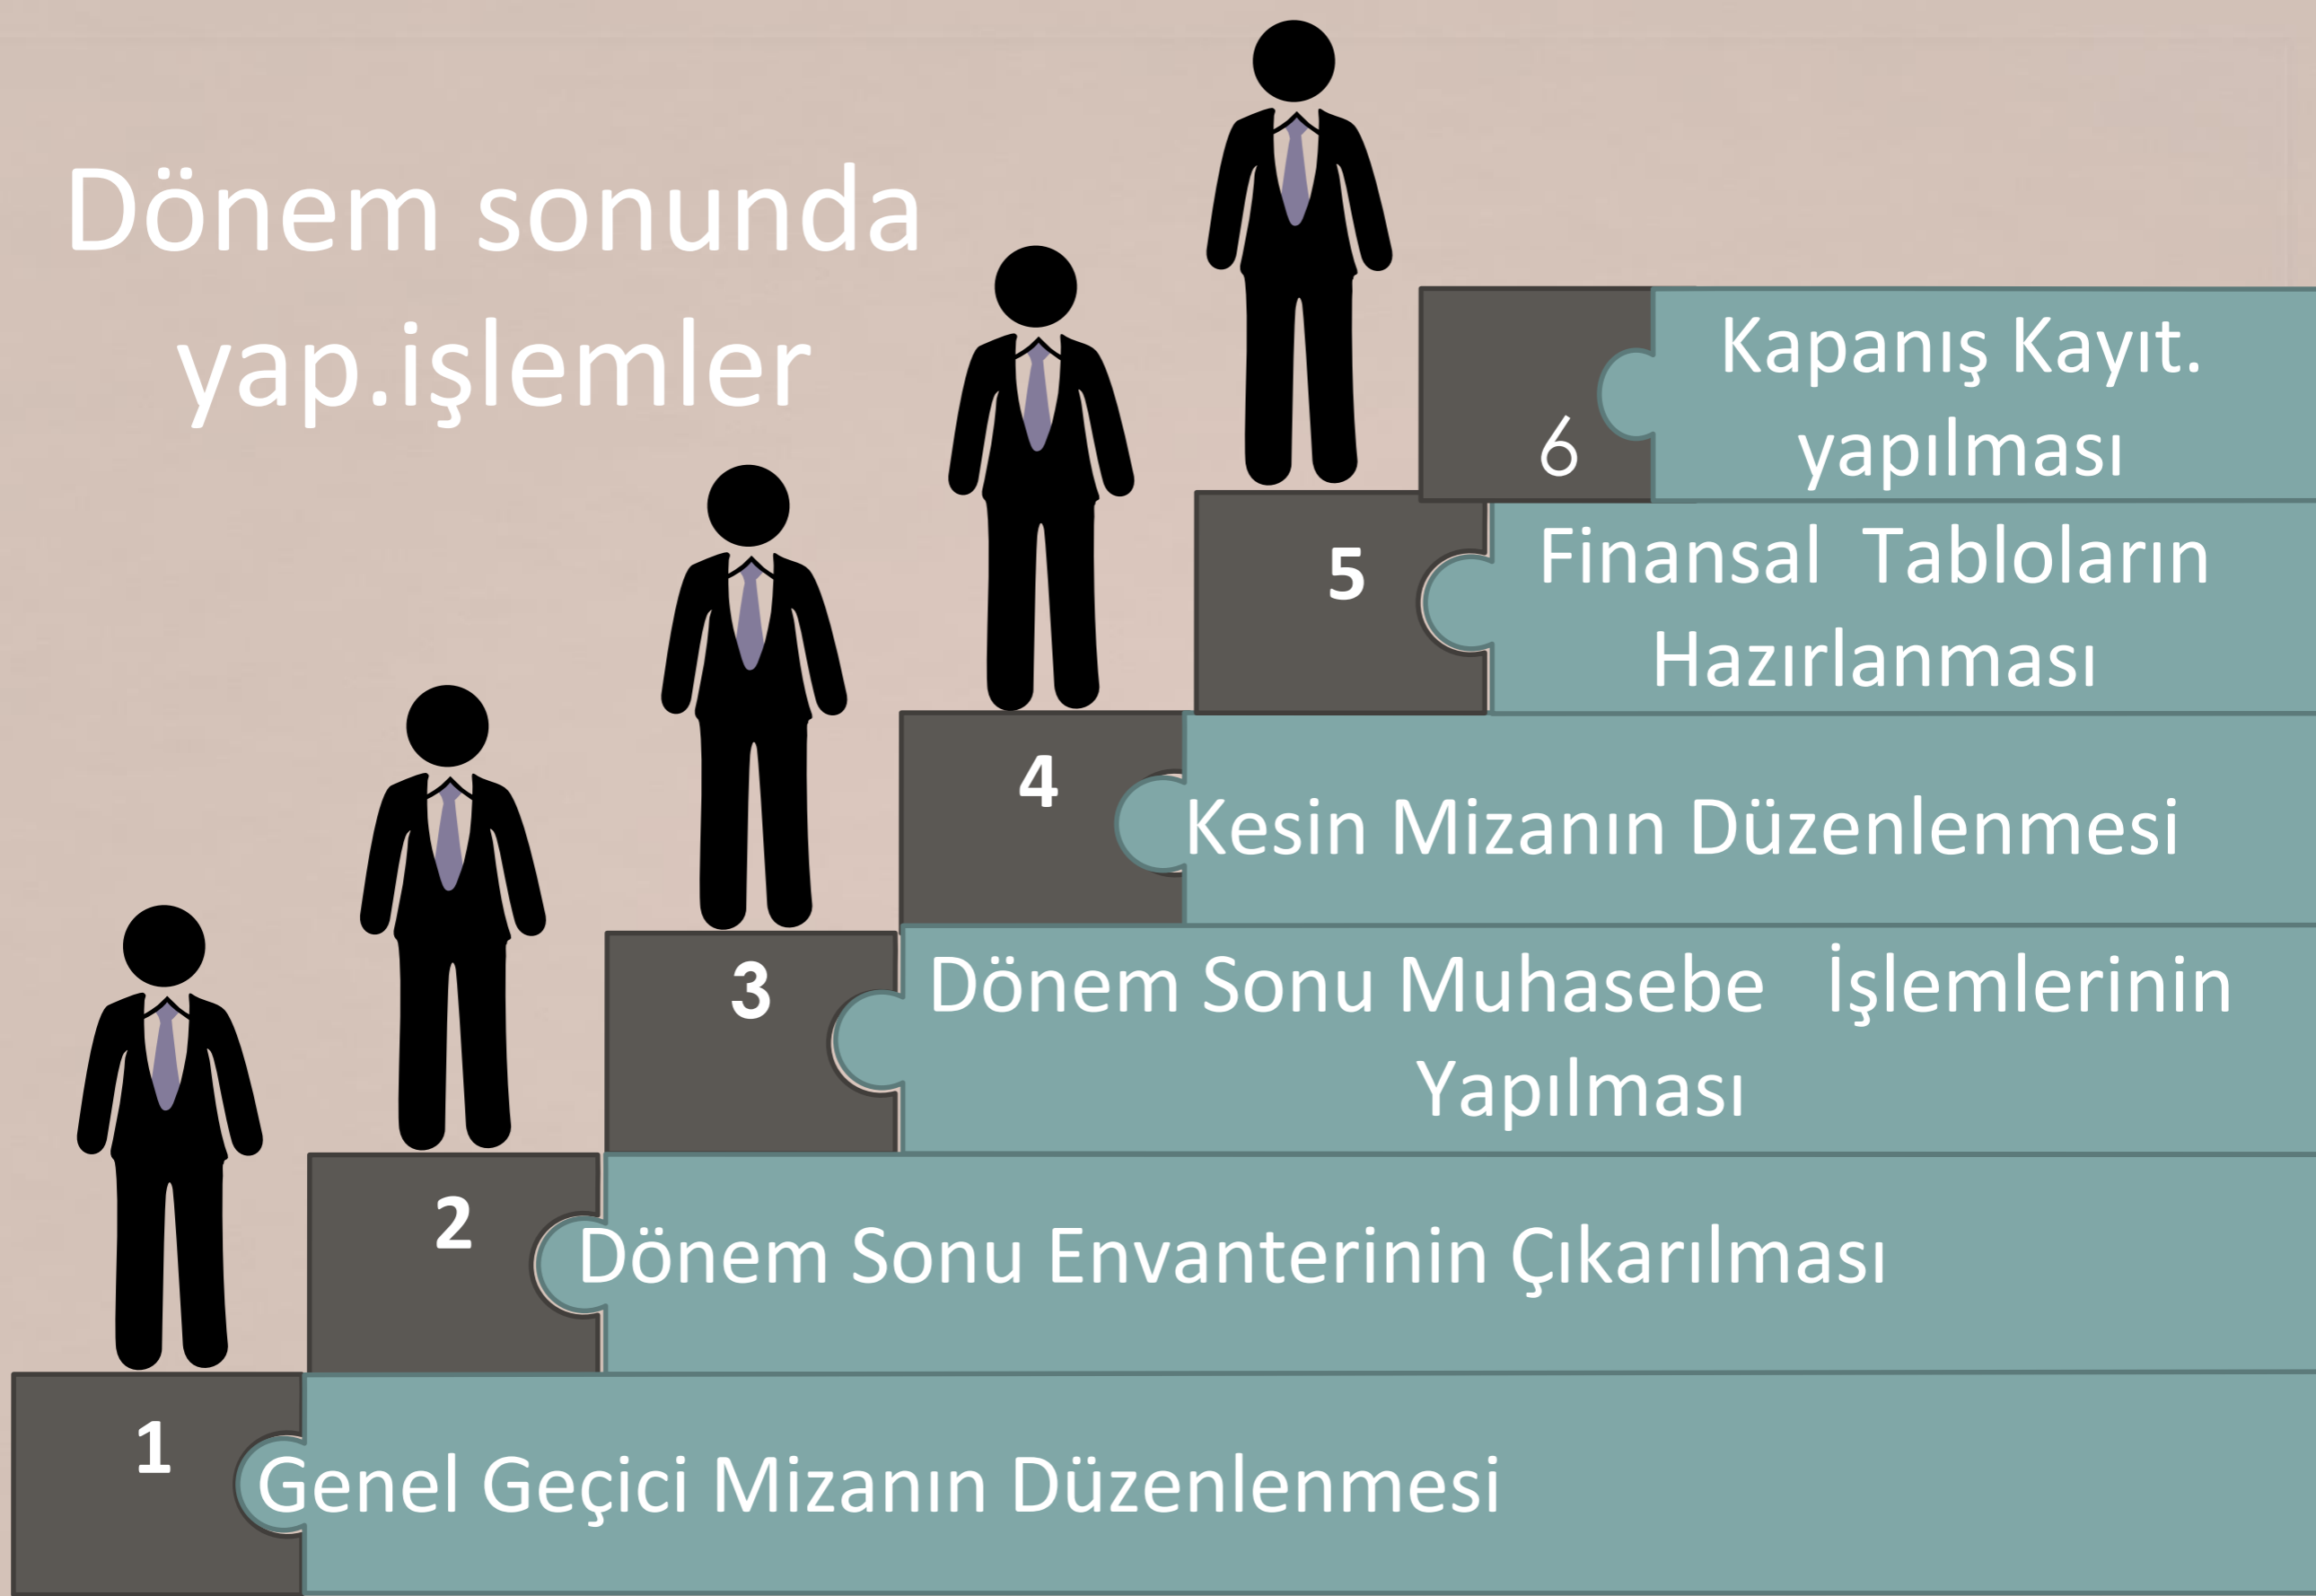 Dönem sonunda
yap.işlemler
6
Kapanış Kayıt.
yapılması
5
Finansal Tabloların
Hazırlanması
4
Kesin Mizanın Düzenlenmesi
3
Dönem Sonu Muhasebe İşlemlerinin
Yapılması
2
Dönem Sonu Envanterinin Çıkarılması
1
Genel Geçici Mizanın Düzenlenmesi